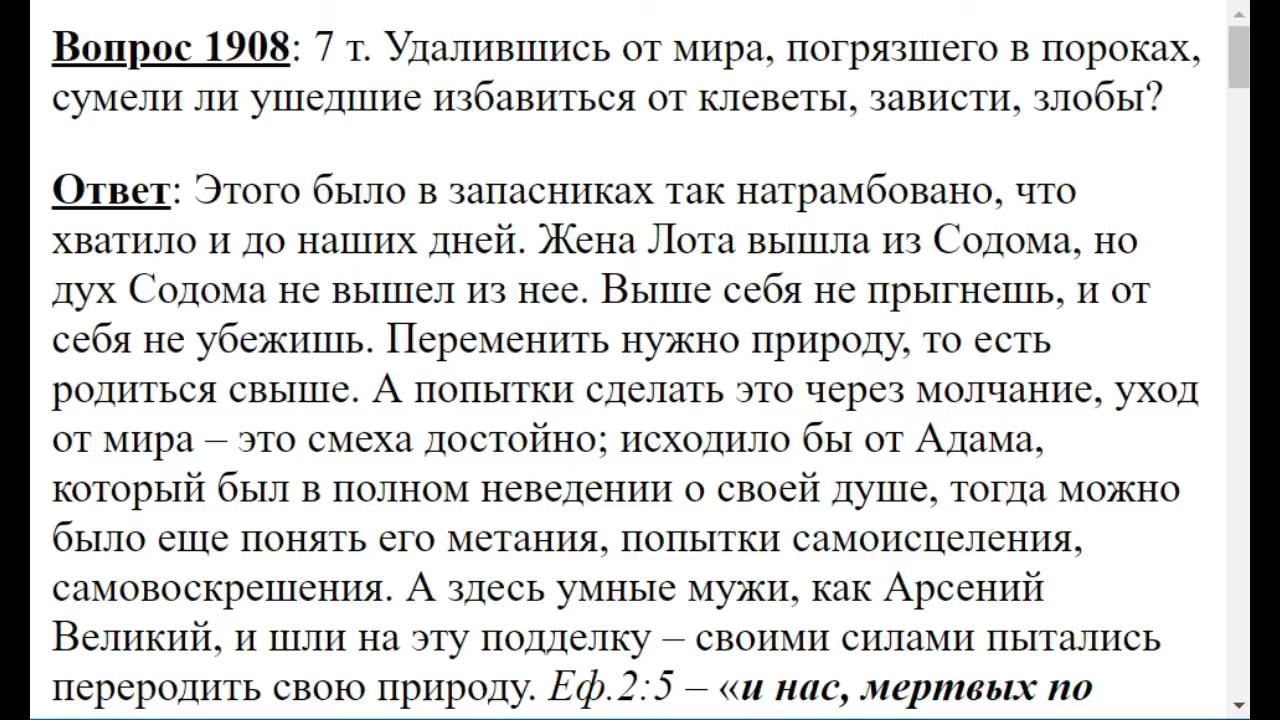 Вопрос 1908: 7 т. Удалившись от мира, погрязшего в пороках,
сумели ли ушедшие избавиться от клеветы, зависти, злобы?
Ответ: Этого было в запасниках так натрамбовано, что
хватило и до наших дней. Жена Лота вышла из Содома, но
дух Содома не вышел из нее. Выше себя не прыгнешь, и от
себя не убежишь. Переменить нужно природу, то есть
родиться свыше. А попытки сделать это через молчание, уход
от мира – это смеха достойно; исходило бы от Адама,
который был в полном неведении о своей душе, тогда можно
было еще понять его метания, попытки самоисцеления,
самовоскрешения. А здесь умные мужи, как Арсений
Великий, и шли на эту подделку – своими силами пытались
переродить свою природу. Еф.2:5 – «и нас, мертвых по